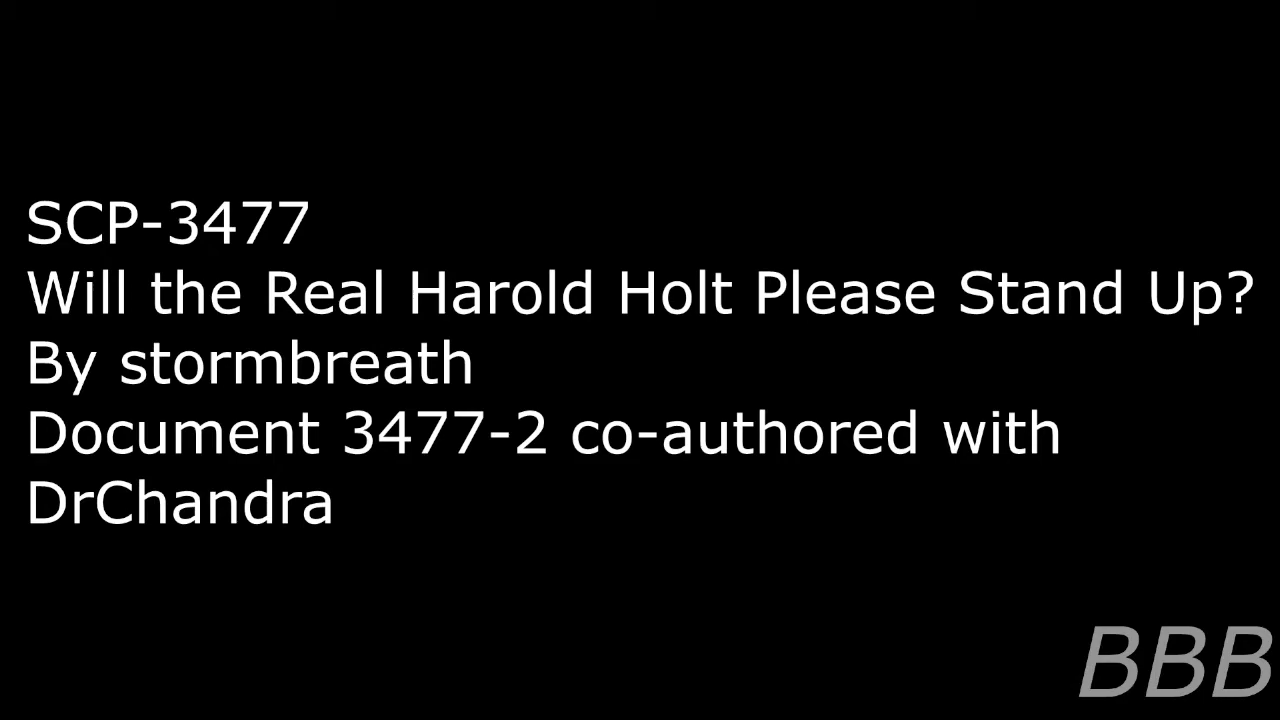 SCP-3477
Will the Real Harold Holt Please Stand Up?
By stormbreath
Document 3477-2 co-authored with
DrChandra
BBB